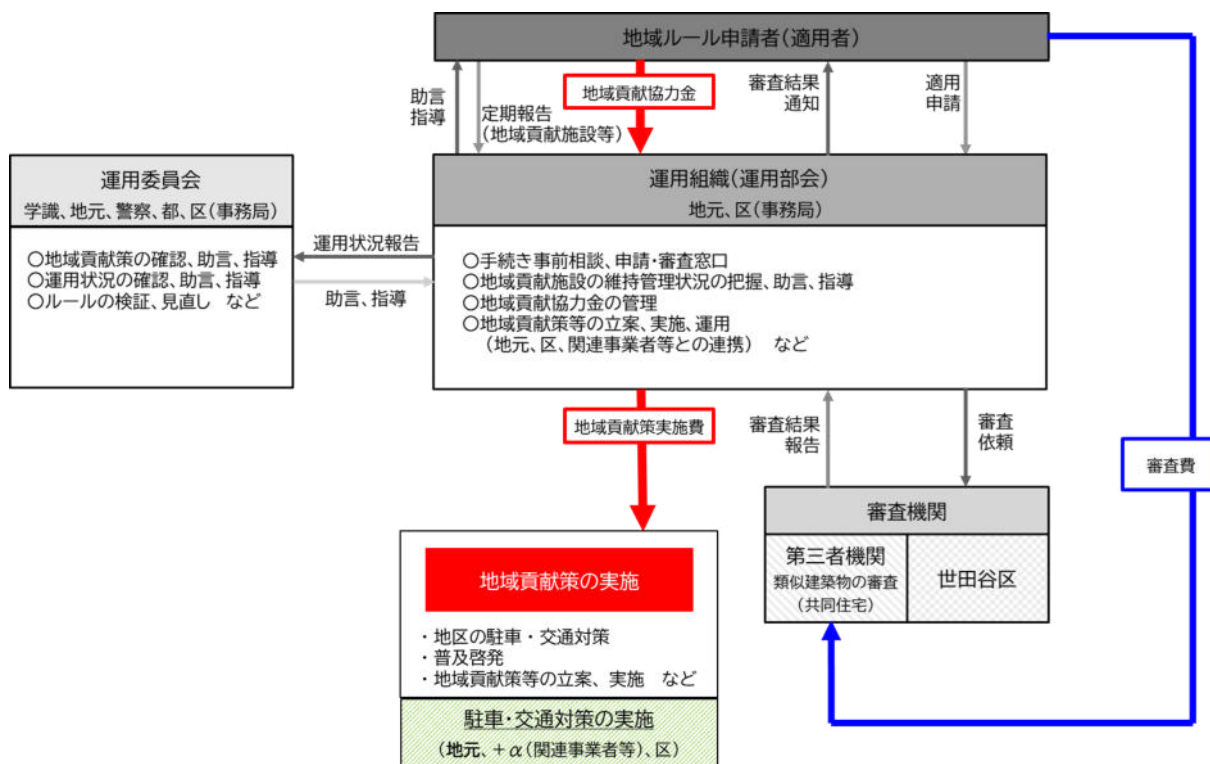 地域ルール申請者(適用者)
助言
指導
定期報告
(地域貢献施設等)
地域貢献協力金
審査結果
通知
適用
申請
運用委員会
学識、地元、警察、都、区(事務局)
○地域貢献策の確認、助言、指導
○運用状況の確認、助言、指導
○ルールの検証、見直し など
運用状況報告
助言、指導
運用組織(運用部会)
地元、区(事務局)
○手続き事前相談、申請・審査窓口
○地域貢献施設の維持管理状況の把握、助言、指導
○地域貢献協力金の管理
○地域貢献策等の立案、実施、運用
(地元、区、関連事業者等との連携) など
地域貢献策実施費
審査結果
報告
審査
依頼
審査費
審査機関
第三者機関
類似建築物の審査
(共同住宅)
世田谷区
地域貢献策の実施
・地区の駐車・交通対策
・普及啓発
・地域貢献策等の立案、実施 など
駐車・交通対策の実施
(地元、+α(関連事業者等)、区)